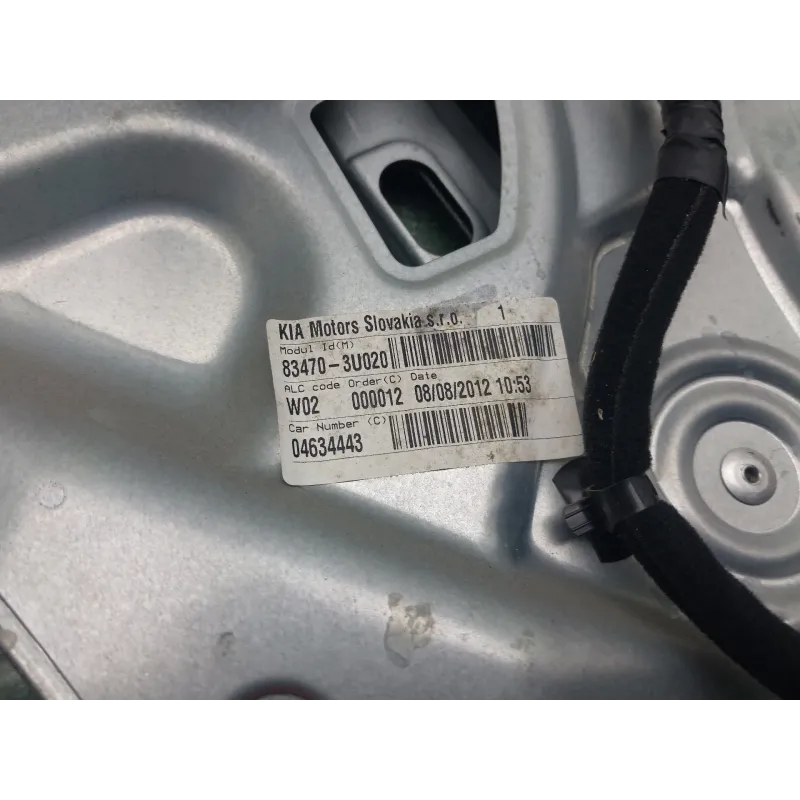 KIA Motors Slovakia s.r.o. 1
Modul Id(M)
83470-3U020
ALC code Order(C) Date
W02 000012 08/08/2012 10:53
Car Number (C)
04634443